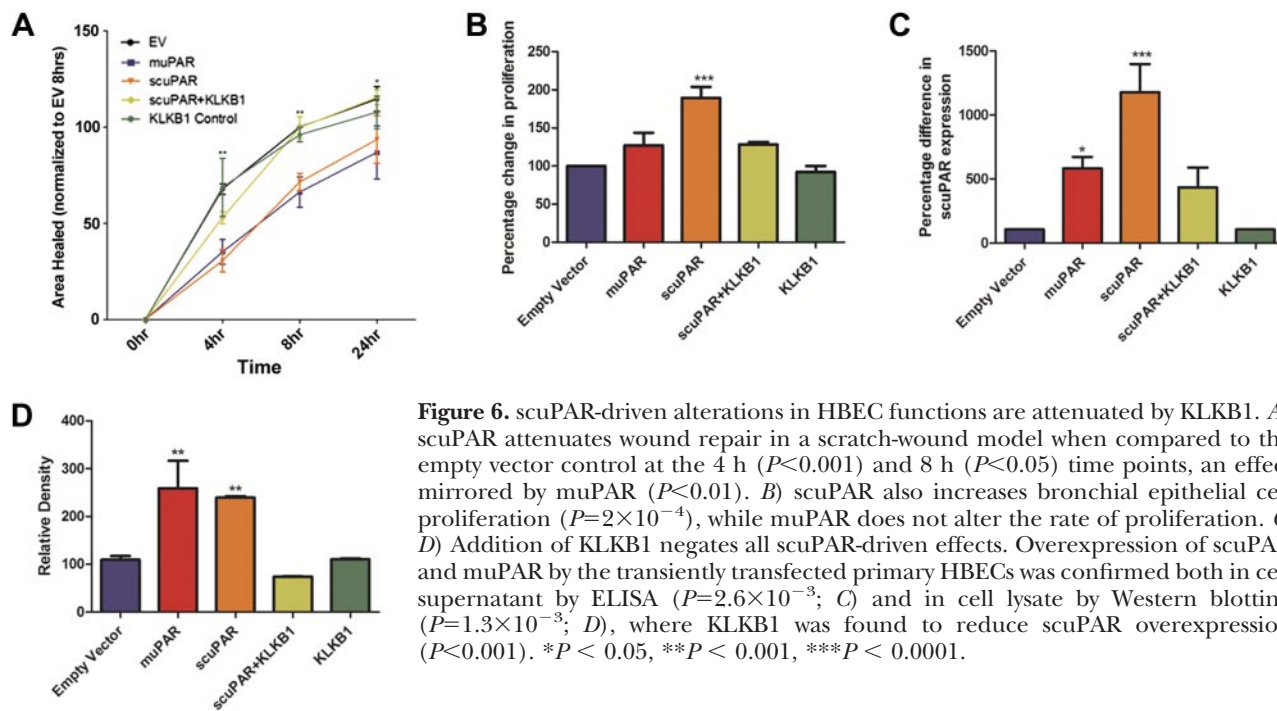 A
Area Healed (normalized to EV 8hrs)
150
100
50
0
EV
muPAR
scuPAR
scuPAR+KLKB1
KLKB1 Control
**
**
*
0hr
4hr
8hr
24hr
Time
B
Percentage change in proliferation
250
200
150
100
50
0
***
Empty Vector
muPAR
scuPAR
scuPAR+KLKB1
KLKB1
C
Percentage difference in
scuPAR expression
1500
1000
500
0
*
***
Empty Vector
muPAR
scuPAR
scuPAR+KLKB1
KLKB1
D
Relative Density
400
300
200
100
0
**
**
Empty Vector
muPAR
scuPAR
scuPAR+KLKB1
KLKB1
Figure 6. scuPAR-driven alterations in HBEC functions are attenuated by KLKB1. A
scuPAR attenuates wound repair in a scratch-wound model when compared to th
empty vector control at the 4 h (P<0.001) and 8 h (P<0.05) time points, an effec
mirrored by muPAR (P<0.01). B) scuPAR also increases bronchial epithelial ce
proliferation (P=2×10−4), while muPAR does not alter the rate of proliferation.
D) Addition of KLKB1 negates all scuPAR-driven effects. Overexpression of scuPA
and muPAR by the transiently transfected primary HBECs was confirmed both in ce
supernatant by ELISA (P=2.6×10−3; C) and in cell lysate by Western blottin
(P=1.3×10−3; D), where KLKB1 was found to reduce scuPAR overexpressio
(P<0.001). *P < 0.05, **P < 0.001, ***P < 0.0001.